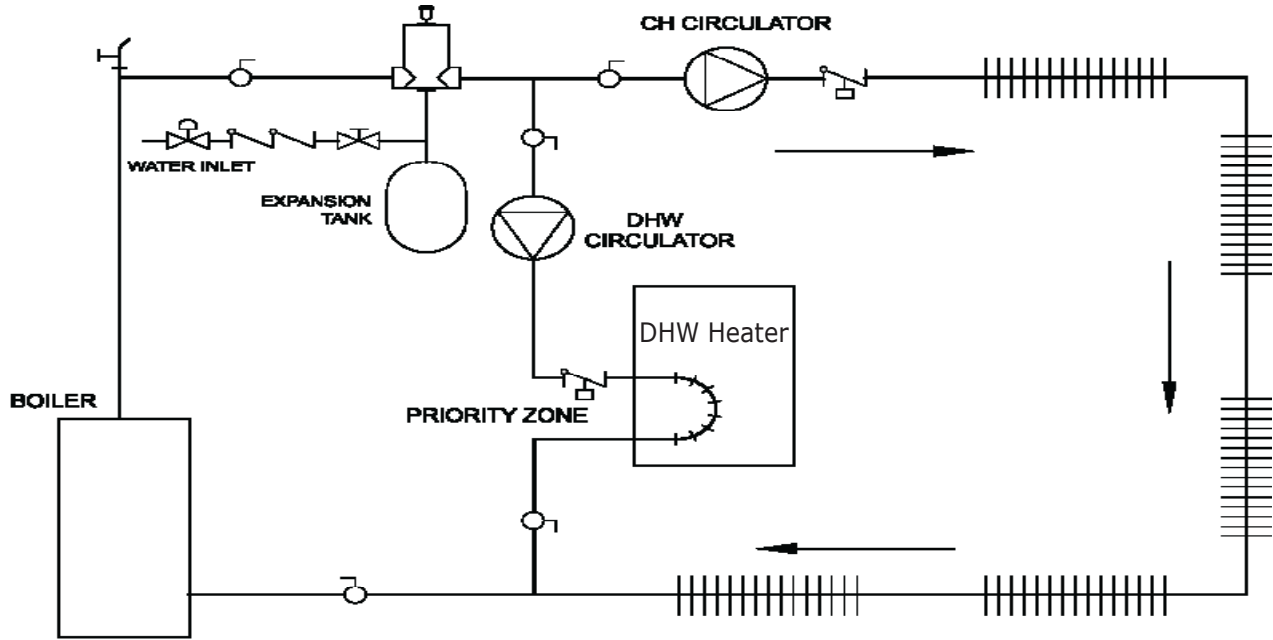 CH CIRCULATOR
WATER INLET
EXPANSION
TANK
DHW
CIRCULATOR
DHW Heater
BOILER
PRIORITY ZONE